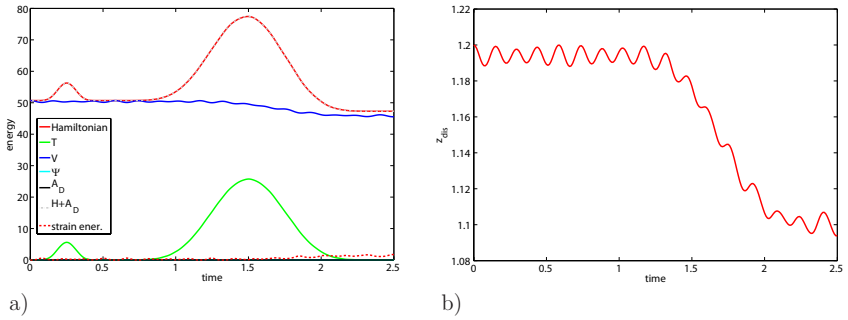 80
70
60
50
40
30
20
10
0
energy
Hamiltonian
T
V
Ψ
A_D
H+A_D
strain ener.
0 0.5 1 1.5 2 2.5
time
a)
1.2
1.18
1.16
1.14
1.12
1.1
1.08
z_dis
0 0.5 1 1.5 2 2.5
time
b)